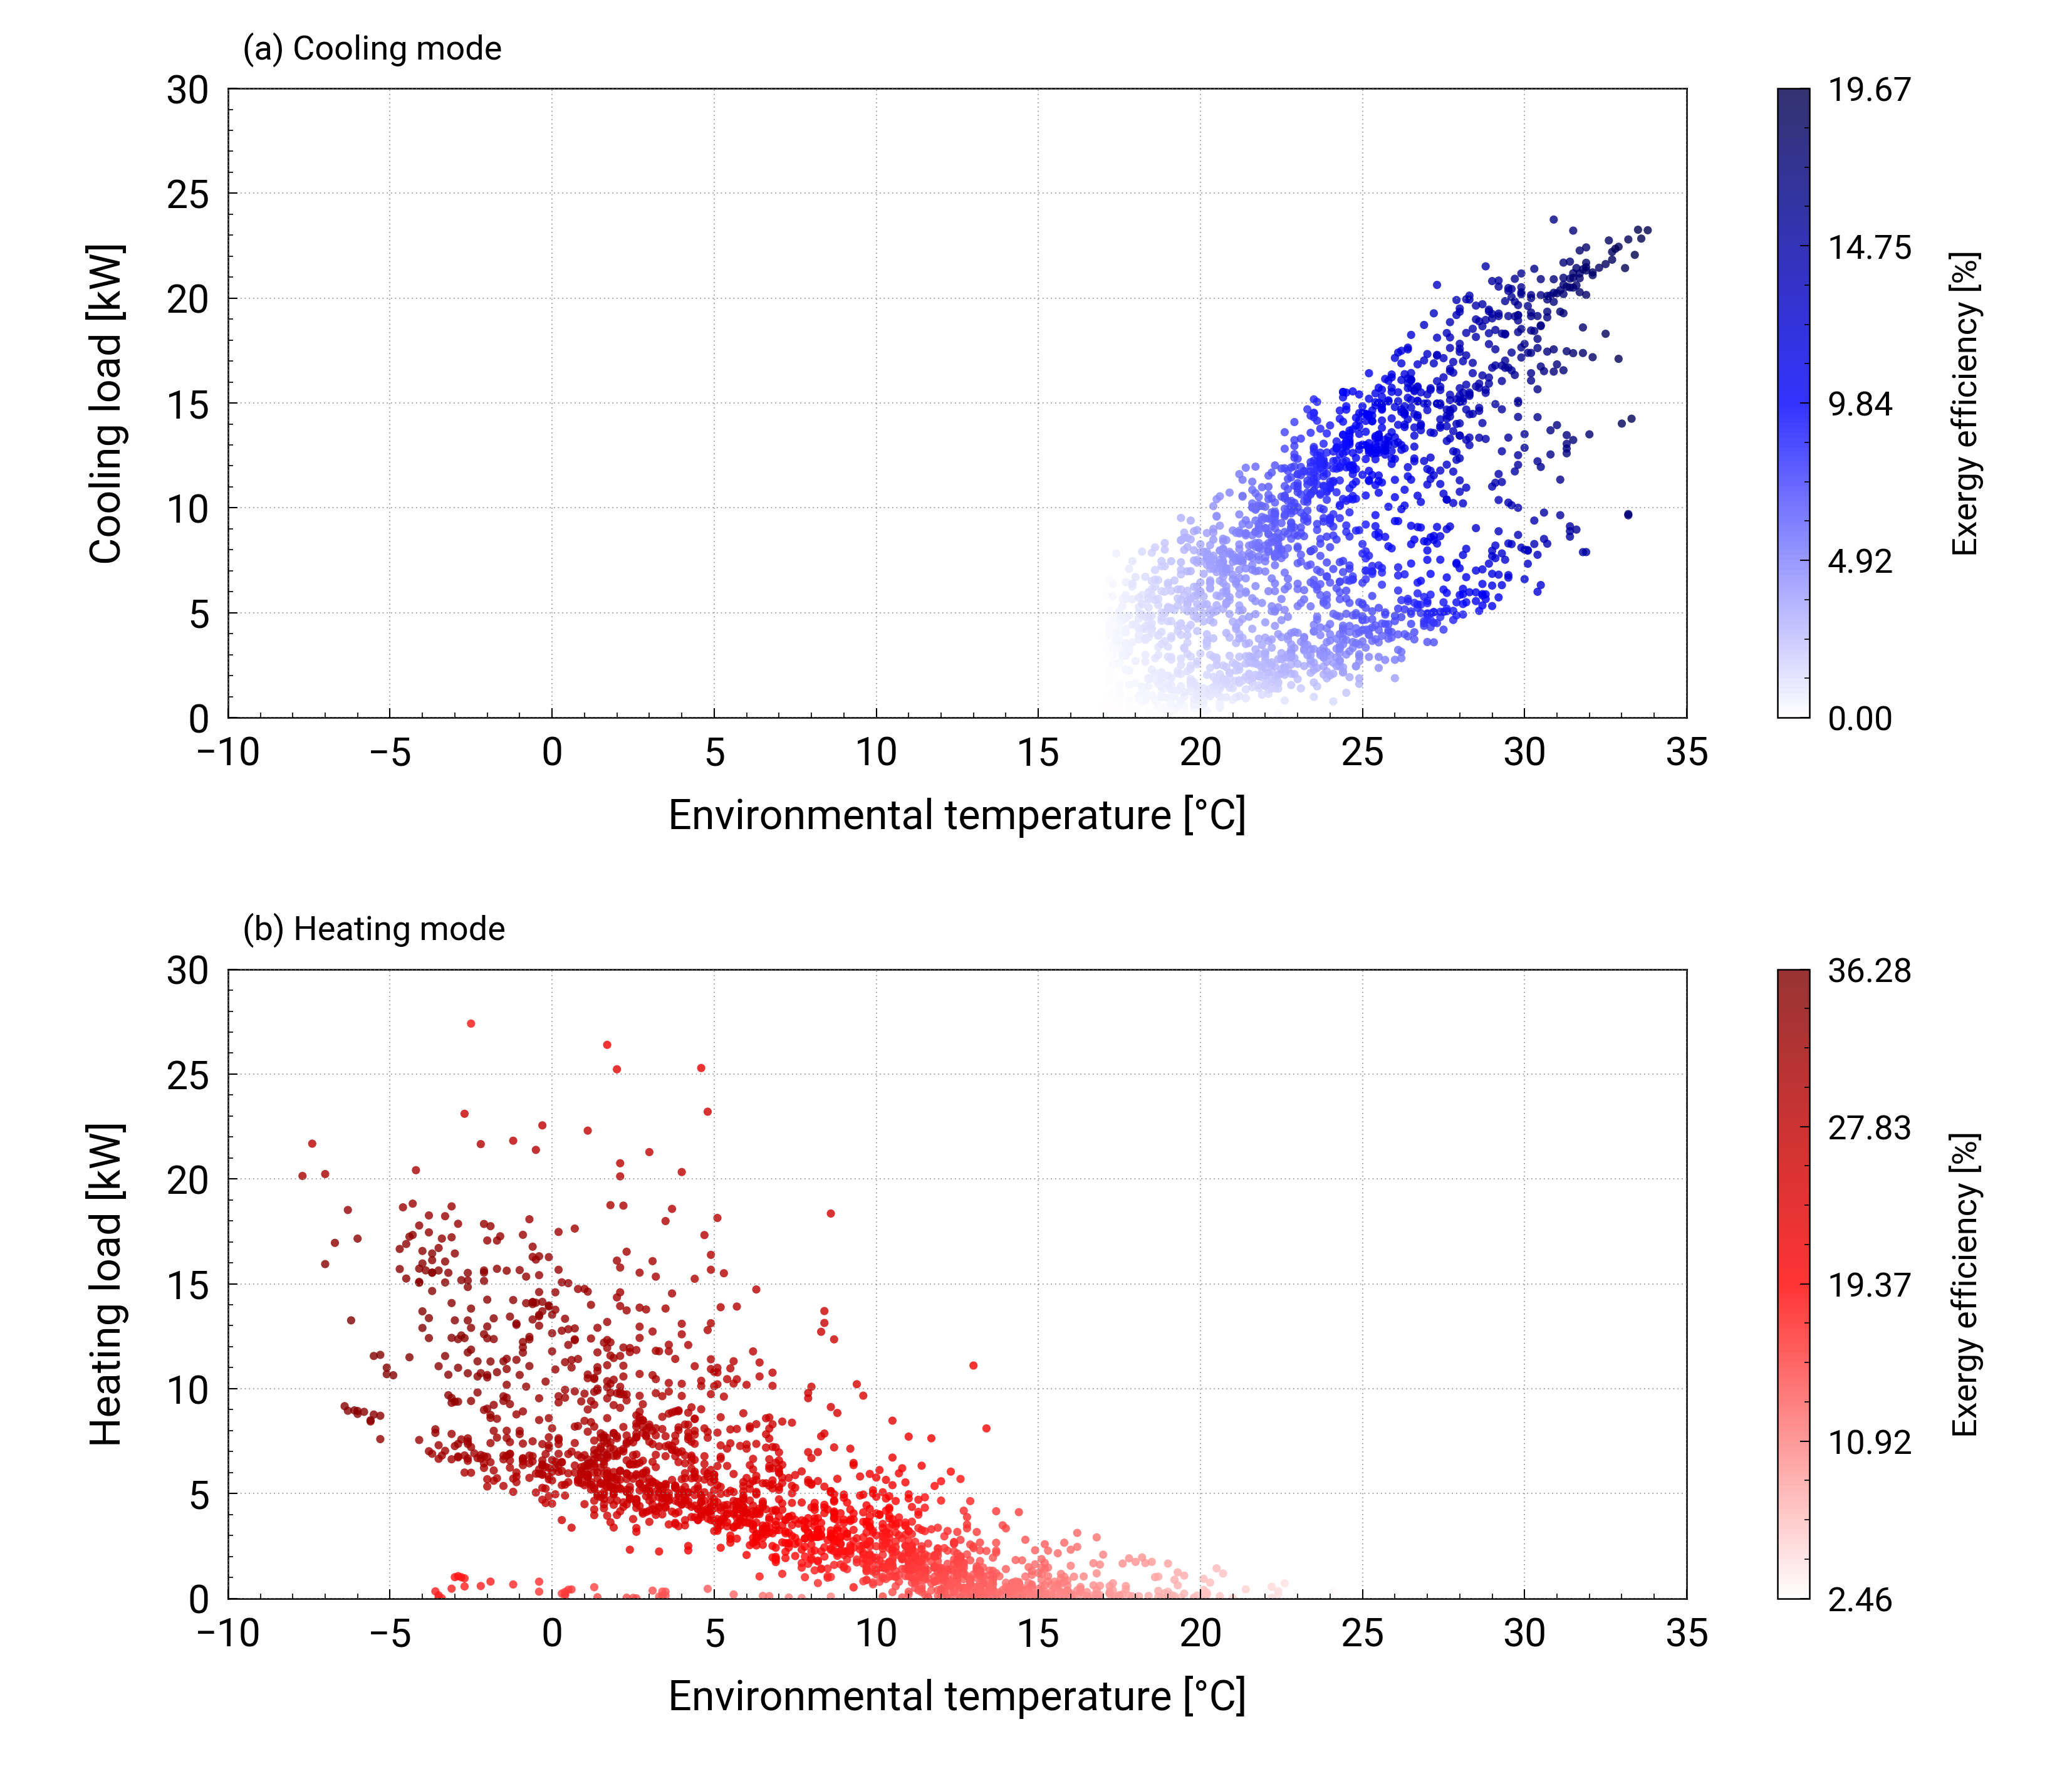 (a) Cooling mode
30
25
20
15
10
5
0
Cooling load [kW]
−10 −5 0 5 10 15 20 25 30 35
Environmental temperature [°C]
19.67
14.75
9.84
4.92
0.00
Exergy efficiency [%]
(b) Heating mode
30
25
20
15
10
5
0
Heating load [kW]
−10 −5 0 5 10 15 20 25 30 35
Environmental temperature [°C]
36.28
27.83
19.37
10.92
2.46
Exergy efficiency [%]